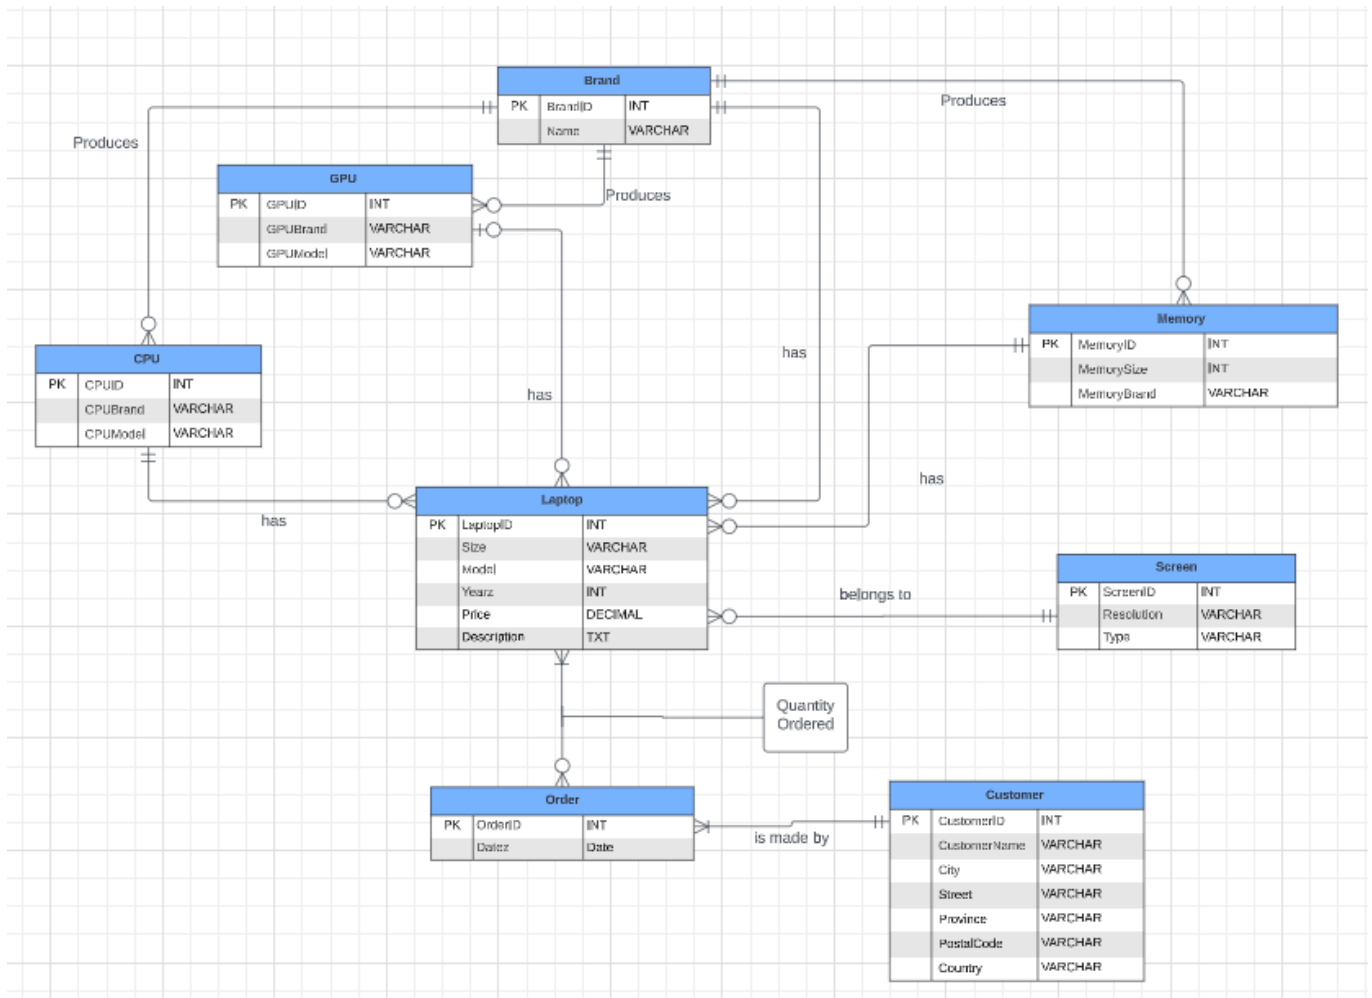 Brand
PK BrandID INT
Name VARCHAR
Produces
Produces
Produces
GPU
PK GPUID INT
GPUBrand VARCHAR
GPUModel VARCHAR
Memory
PK MemoryID INT
MemorySize INT
MemoryBrand VARCHAR
CPU
PK CPUID INT
CPUBrand VARCHAR
CPUModel VARCHAR
has
has
has
has
Laptop
PK LaptopID INT
Size VARCHAR
Model VARCHAR
Yearz INT
Price DECIMAL
Description TXT
belongs to
Screen
PK ScreenID INT
Resolution VARCHAR
Type VARCHAR
Quantity
Ordered
Order
PK OrderID INT
Datez Date
is made by
Customer
PK CustomerID INT
CustomerName VARCHAR
City VARCHAR
Street VARCHAR
Province VARCHAR
PostalCode VARCHAR
Country VARCHAR